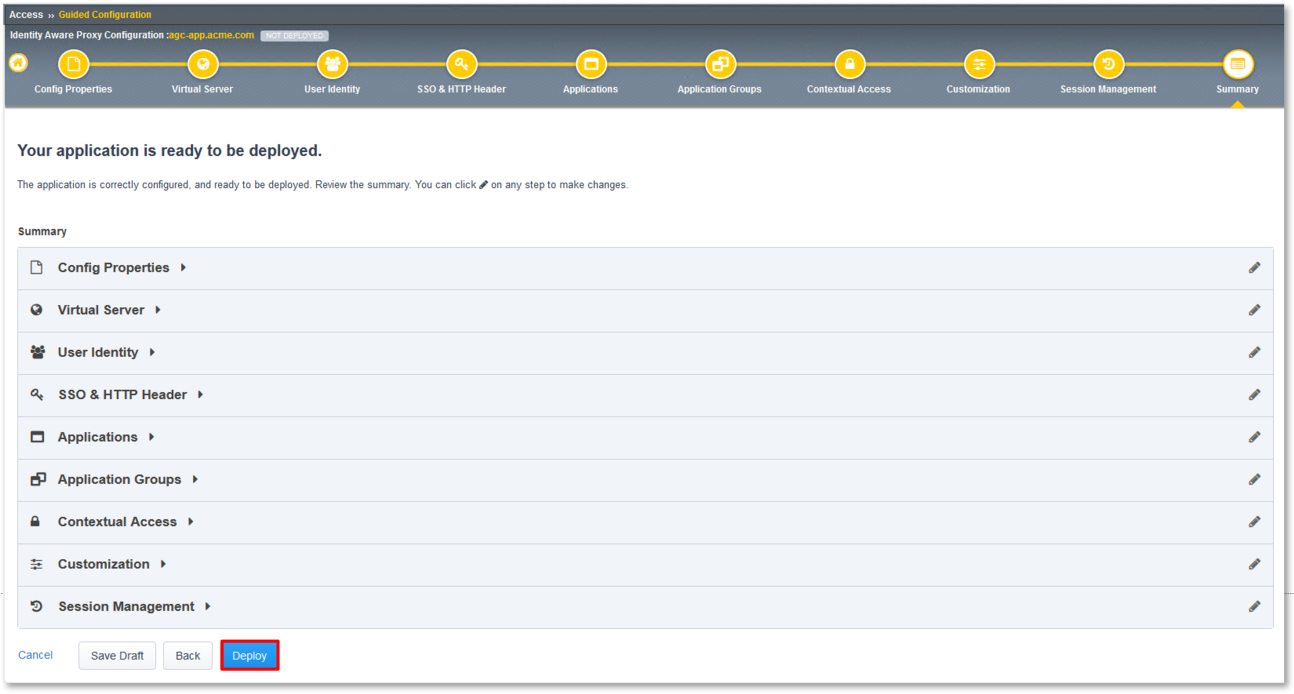 Access » Guided Configuration
Identity Aware Proxy Configuration :agc-app.acme.com NOT DEPLOYED
Config Properties Virtual Server User Identity SSO & HTTP Header Applications Application Groups Contextual Access Customization Session Management Summary
Your application is ready to be deployed.
The application is correctly configured, and ready to be deployed. Review the summary. You can click on any step to make changes.
Summary
Config Properties
Virtual Server
User Identity
SSO & HTTP Header
Applications
Application Groups
Contextual Access
Customization
Session Management
Cancel Save Draft Back Deploy